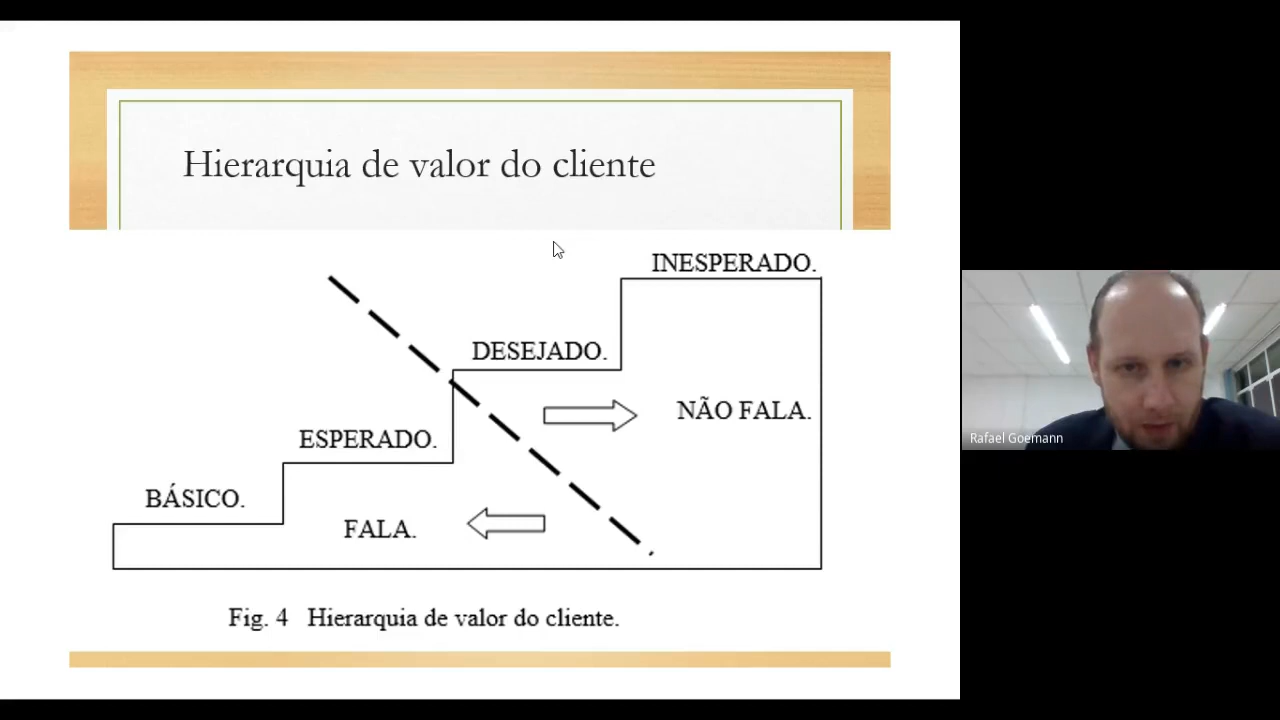 Hierarquia de valor do cliente
INESPERADO.
DESEJADO.
NÃO FALA.
ESPERADO.
BÁSICO.
FALA.
Fig. 4 Hierarquia de valor do cliente.
Rafael Goemann